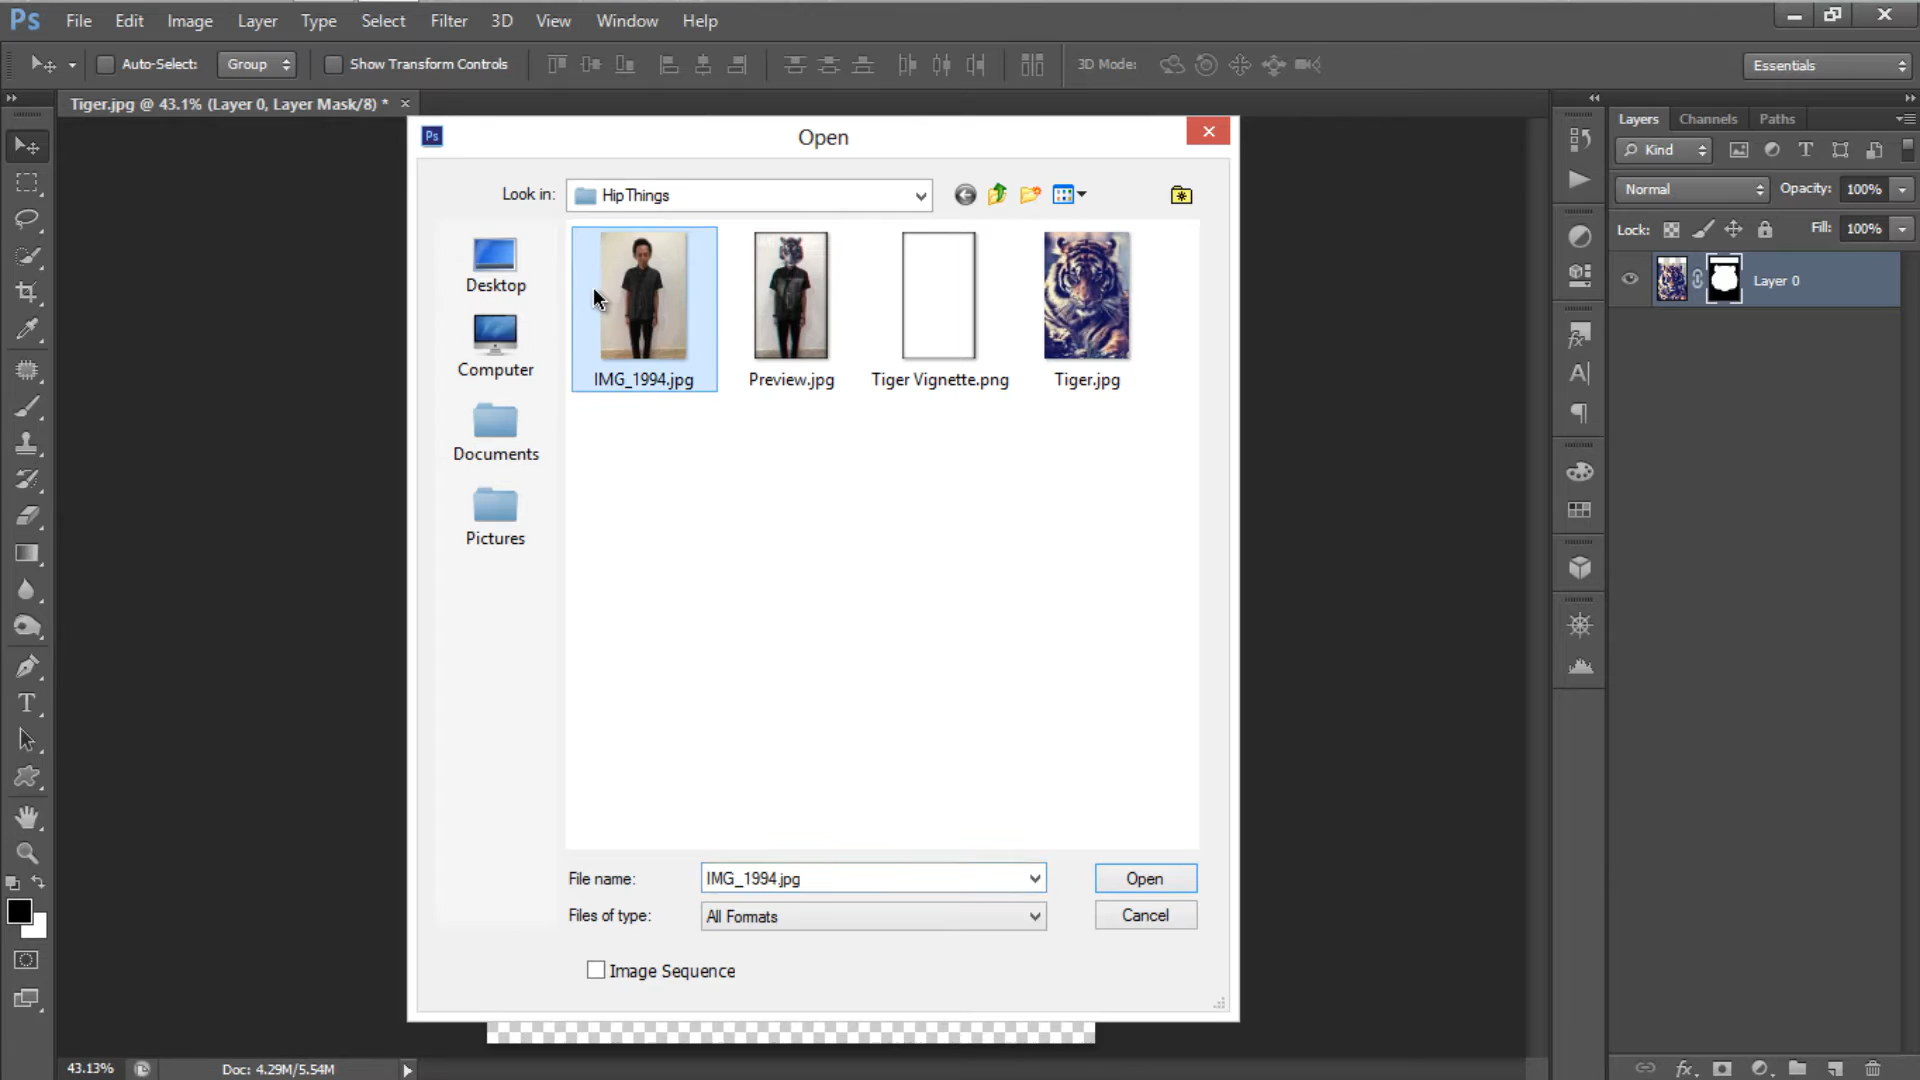 Ps File Edit Image Layer Type Select Filter 3D View Window Help
Auto-Select: Group Show Transform Controls 3D Mode: Essentials
Tiger.jpg @ 43.1% (Layer 0, Layer Mask/8) *
Ps Open
Look in: HipThings
Desktop
Computer
Documents
Pictures
IMG_1994.jpg Preview.jpg Tiger Vignette.png Tiger.jpg
File name: IMG_1994.jpg Open
Files of type: All Formats Cancel
Image Sequence
Layers Channels Paths
Kind
Normal Opacity: 100%
Lock: Fill: 100%
Layer 0
43.13% Doc: 4.29M/5.54M